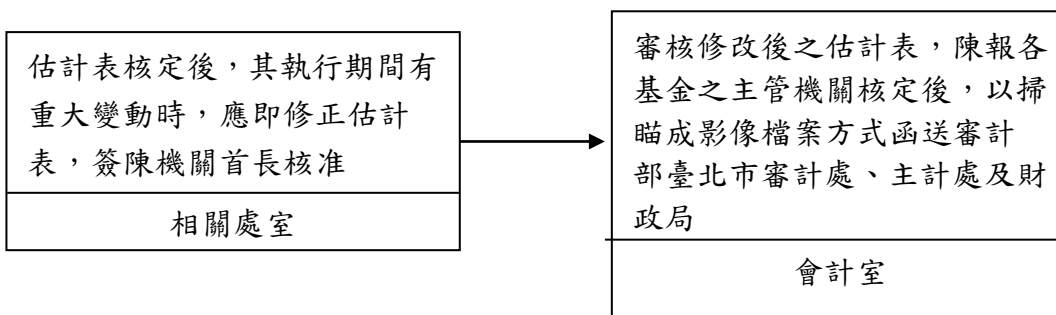 估計表核定後，其執行期間有
重大變動時，應即修正估計
表，簽陳機關首長核准
相關處室
審核修改後之估計表，陳報各
基金之主管機關核定後，以掃
瞄成影像檔案方式函送審計
部臺北市審計處、主計處及財
政局
會計室